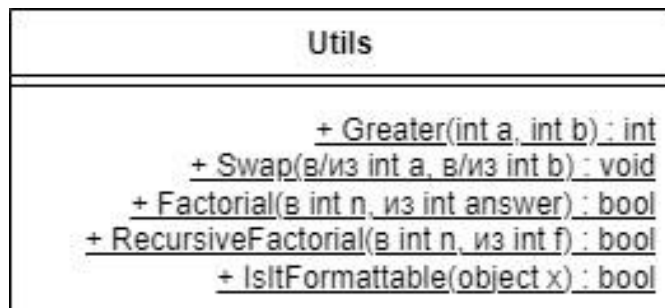 Utils
+ Greater(int a, int b) : int
+ Swap(в/из int a, в/из int b) : void
+ Factorial(в int n, из int answer) : bool
+ RecursiveFactorial(в int n, из int f) : bool
+ IsItFormattable(object x) : bool